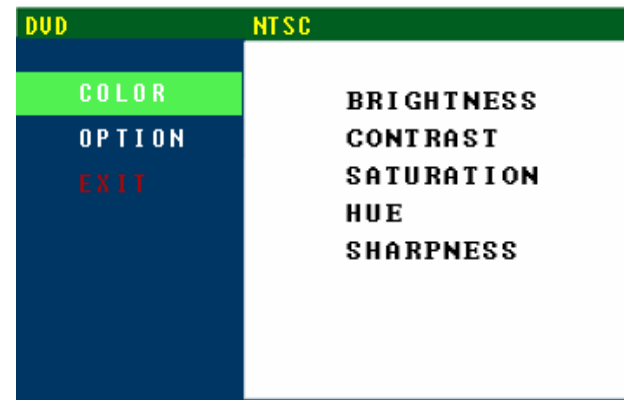 DVD NTSC
COLOR
OPTION
EXIT
BRIGHTNESS
CONTRAST
SATURATION
HUE
SHARPNESS